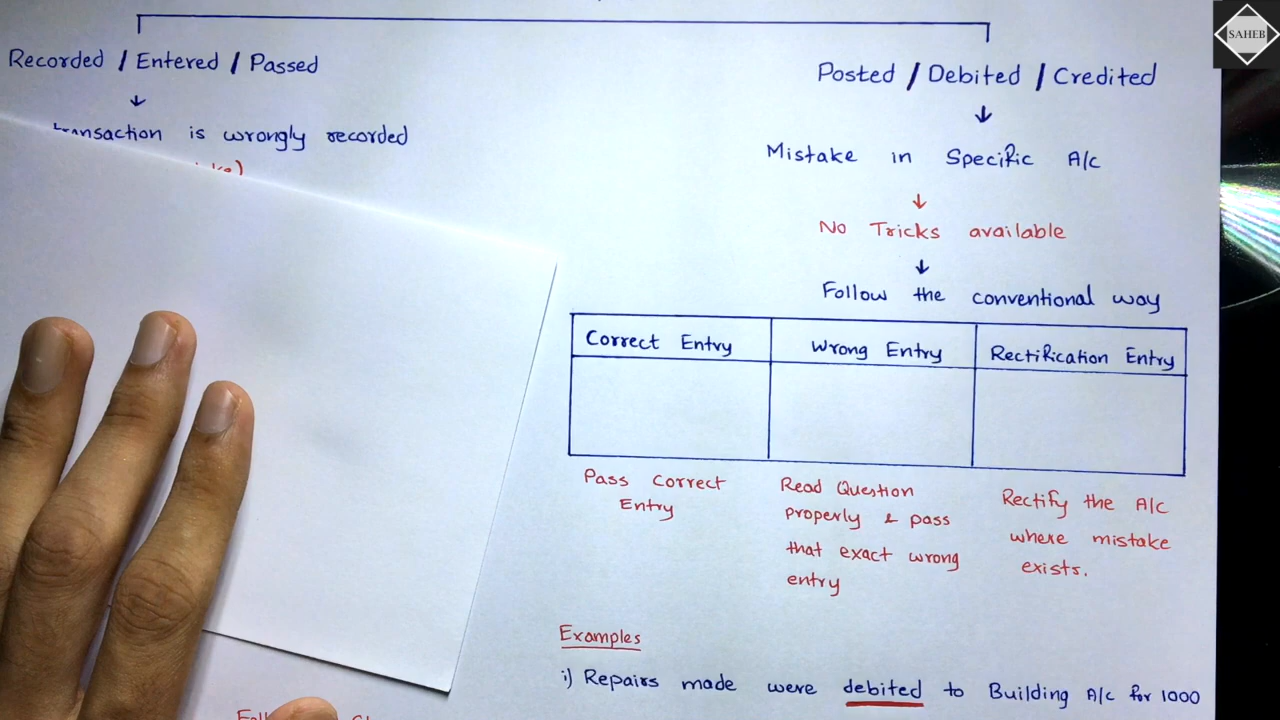 SAHEB
Recorded / Entered / Passed
transaction is wrongly recorded
Posted / Debited / Credited
Mistake in Specific A/c
No Tricks available
Follow the conventional way
Correct Entry
Wrong Entry
Rectification Entry
Pass Correct
Entry
Read Question
properly & pass
that exact wrong
entry
Rectify the A/c
where mistake
exists.
Examples
i) Repairs made were debited to Building A/c for 1000